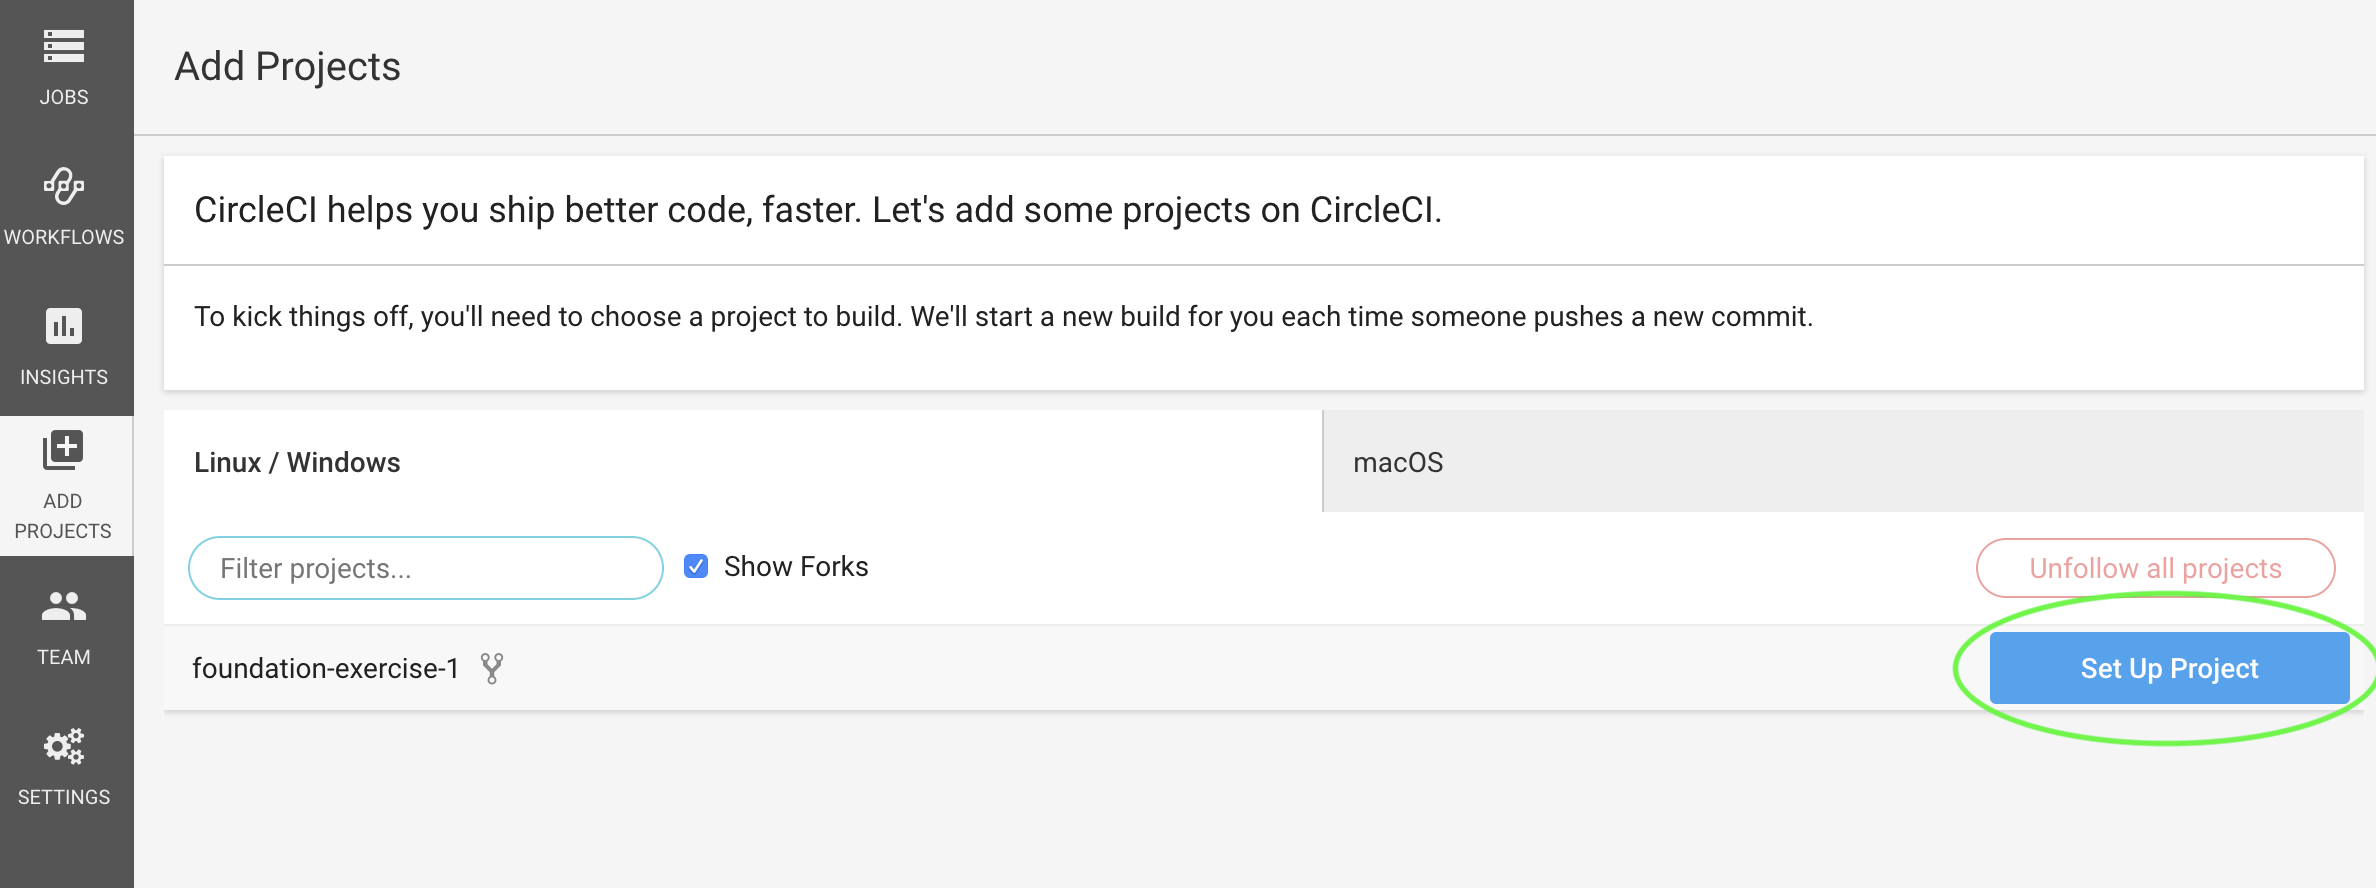 JOBS
WORKFLOWS
INSIGHTS
ADD
PROJECTS
TEAM
SETTINGS
Add Projects
CircleCI helps you ship better code, faster. Let's add some projects on CircleCI.
To kick things off, you'll need to choose a project to build. We'll start a new build for you each time someone pushes a new commit.
Linux / Windows
macOS
Filter projects...
Show Forks
Unfollow all projects
foundation-exercise-1
Set Up Project